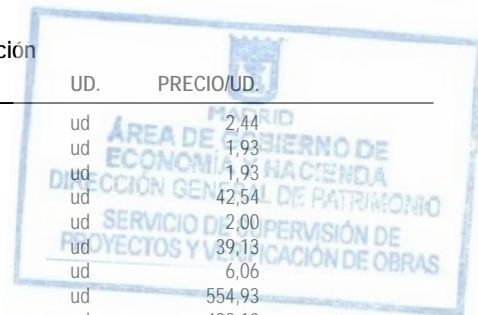 ción
UD. PRECIO/UD.
ud 2,44
ud 1,93
ud 1,93
ud 42,54
ud 2,00
ud 39,13
ud 6,06
ud 554,93
MADRID
ÁREA DE GOBIERNO DE
ECONOMÍA Y HACIENDA
DIRECCIÓN GENERAL DE PATRIMONIO
SERVICIO DE SUPERVISIÓN DE
PROYECTOS Y VERIFICACIÓN DE OBRAS